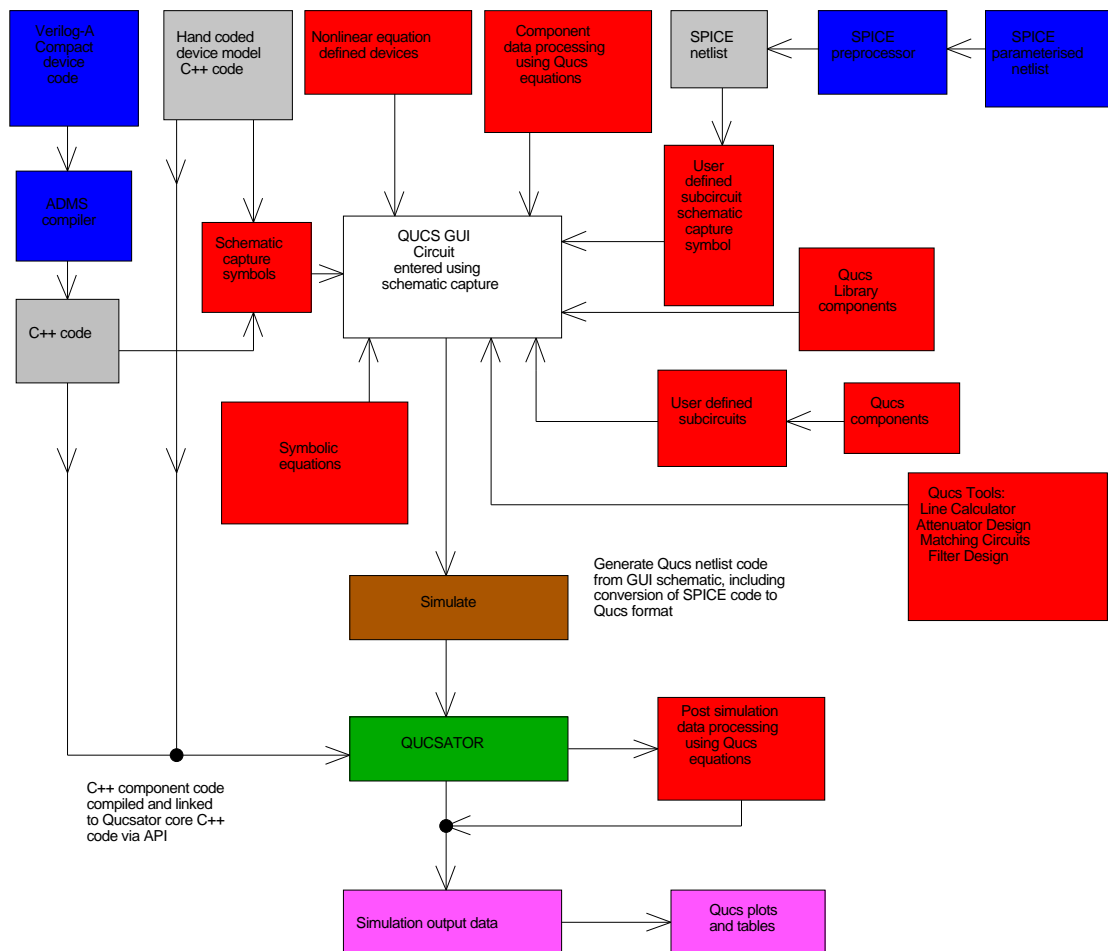 Verilog-A
Compact
device
code
Hand coded
device model
C++ code
Nonlinear equation
defined devices
Component
data processing
using Qucs
equations
SPICE
netlist
SPICE
preprocessor
SPICE
parameterised
netlist
ADMS
compiler
Schematic
capture
symbols
QUCS GUI
Circuit
entered using
schematic capture
User
defined
subcircuit
schematic
capture
symbol
Qucs
Library
components
C++ code
User defined
subcircuits
Qucs
components
Symbolic
equations
Qucs Tools:
Line Calculator
Attenuator Design
Matching Circuits
Filter Design
Generate Qucs netlist code
from GUI schematic, including
conversion of SPICE code to
Qucs format
Simulate
QUCSATOR
Post simulation
data processing
using Qucs
equations
C++ component code
compiled and linked
to Qucsator core C++
code via API
Simulation output data
Qucs plots
and tables